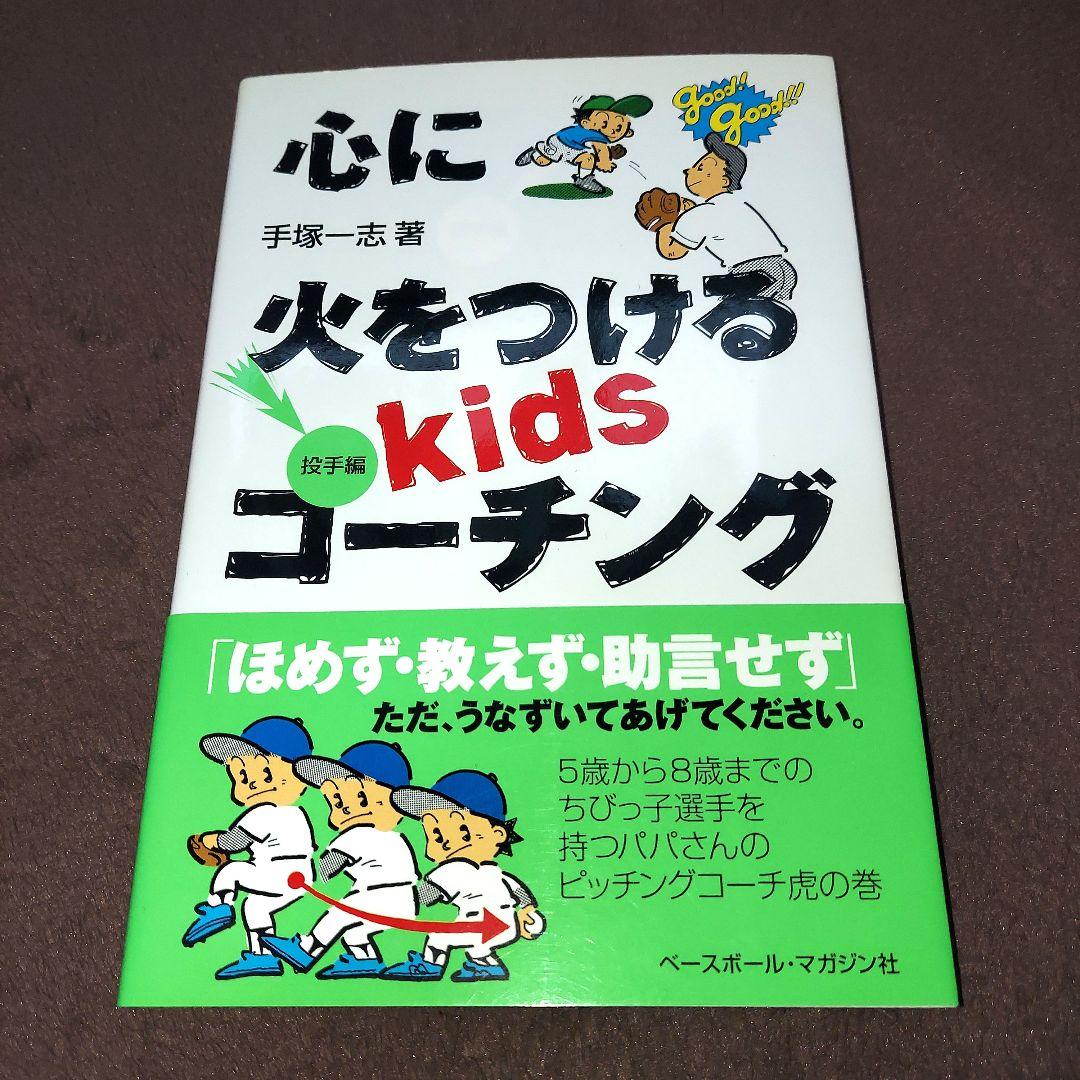 good!
good!!
心に
手塚一志 著
火をつける
kids
投手編
コーチング
「ほめず・教えず・助言せず」
ただ、うなずいてあげてください。
5歳から8歳までの
ちびっ子選手を
持つパパさんの
ピッチングコーチ虎の巻
ベースボール・マガジン社